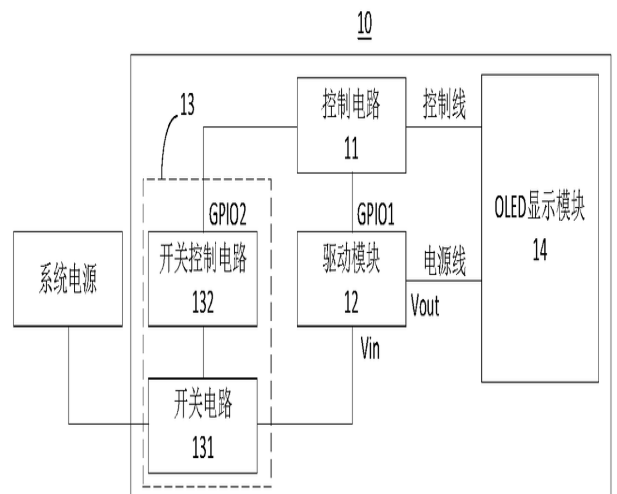 10
13
控制电路
11
控制线
OLED显示模块
14
GPIO2
GPIO1
系统电源
开关控制电路
132
驱动模块
12
电源线
Vout
Vin
开关电路
131